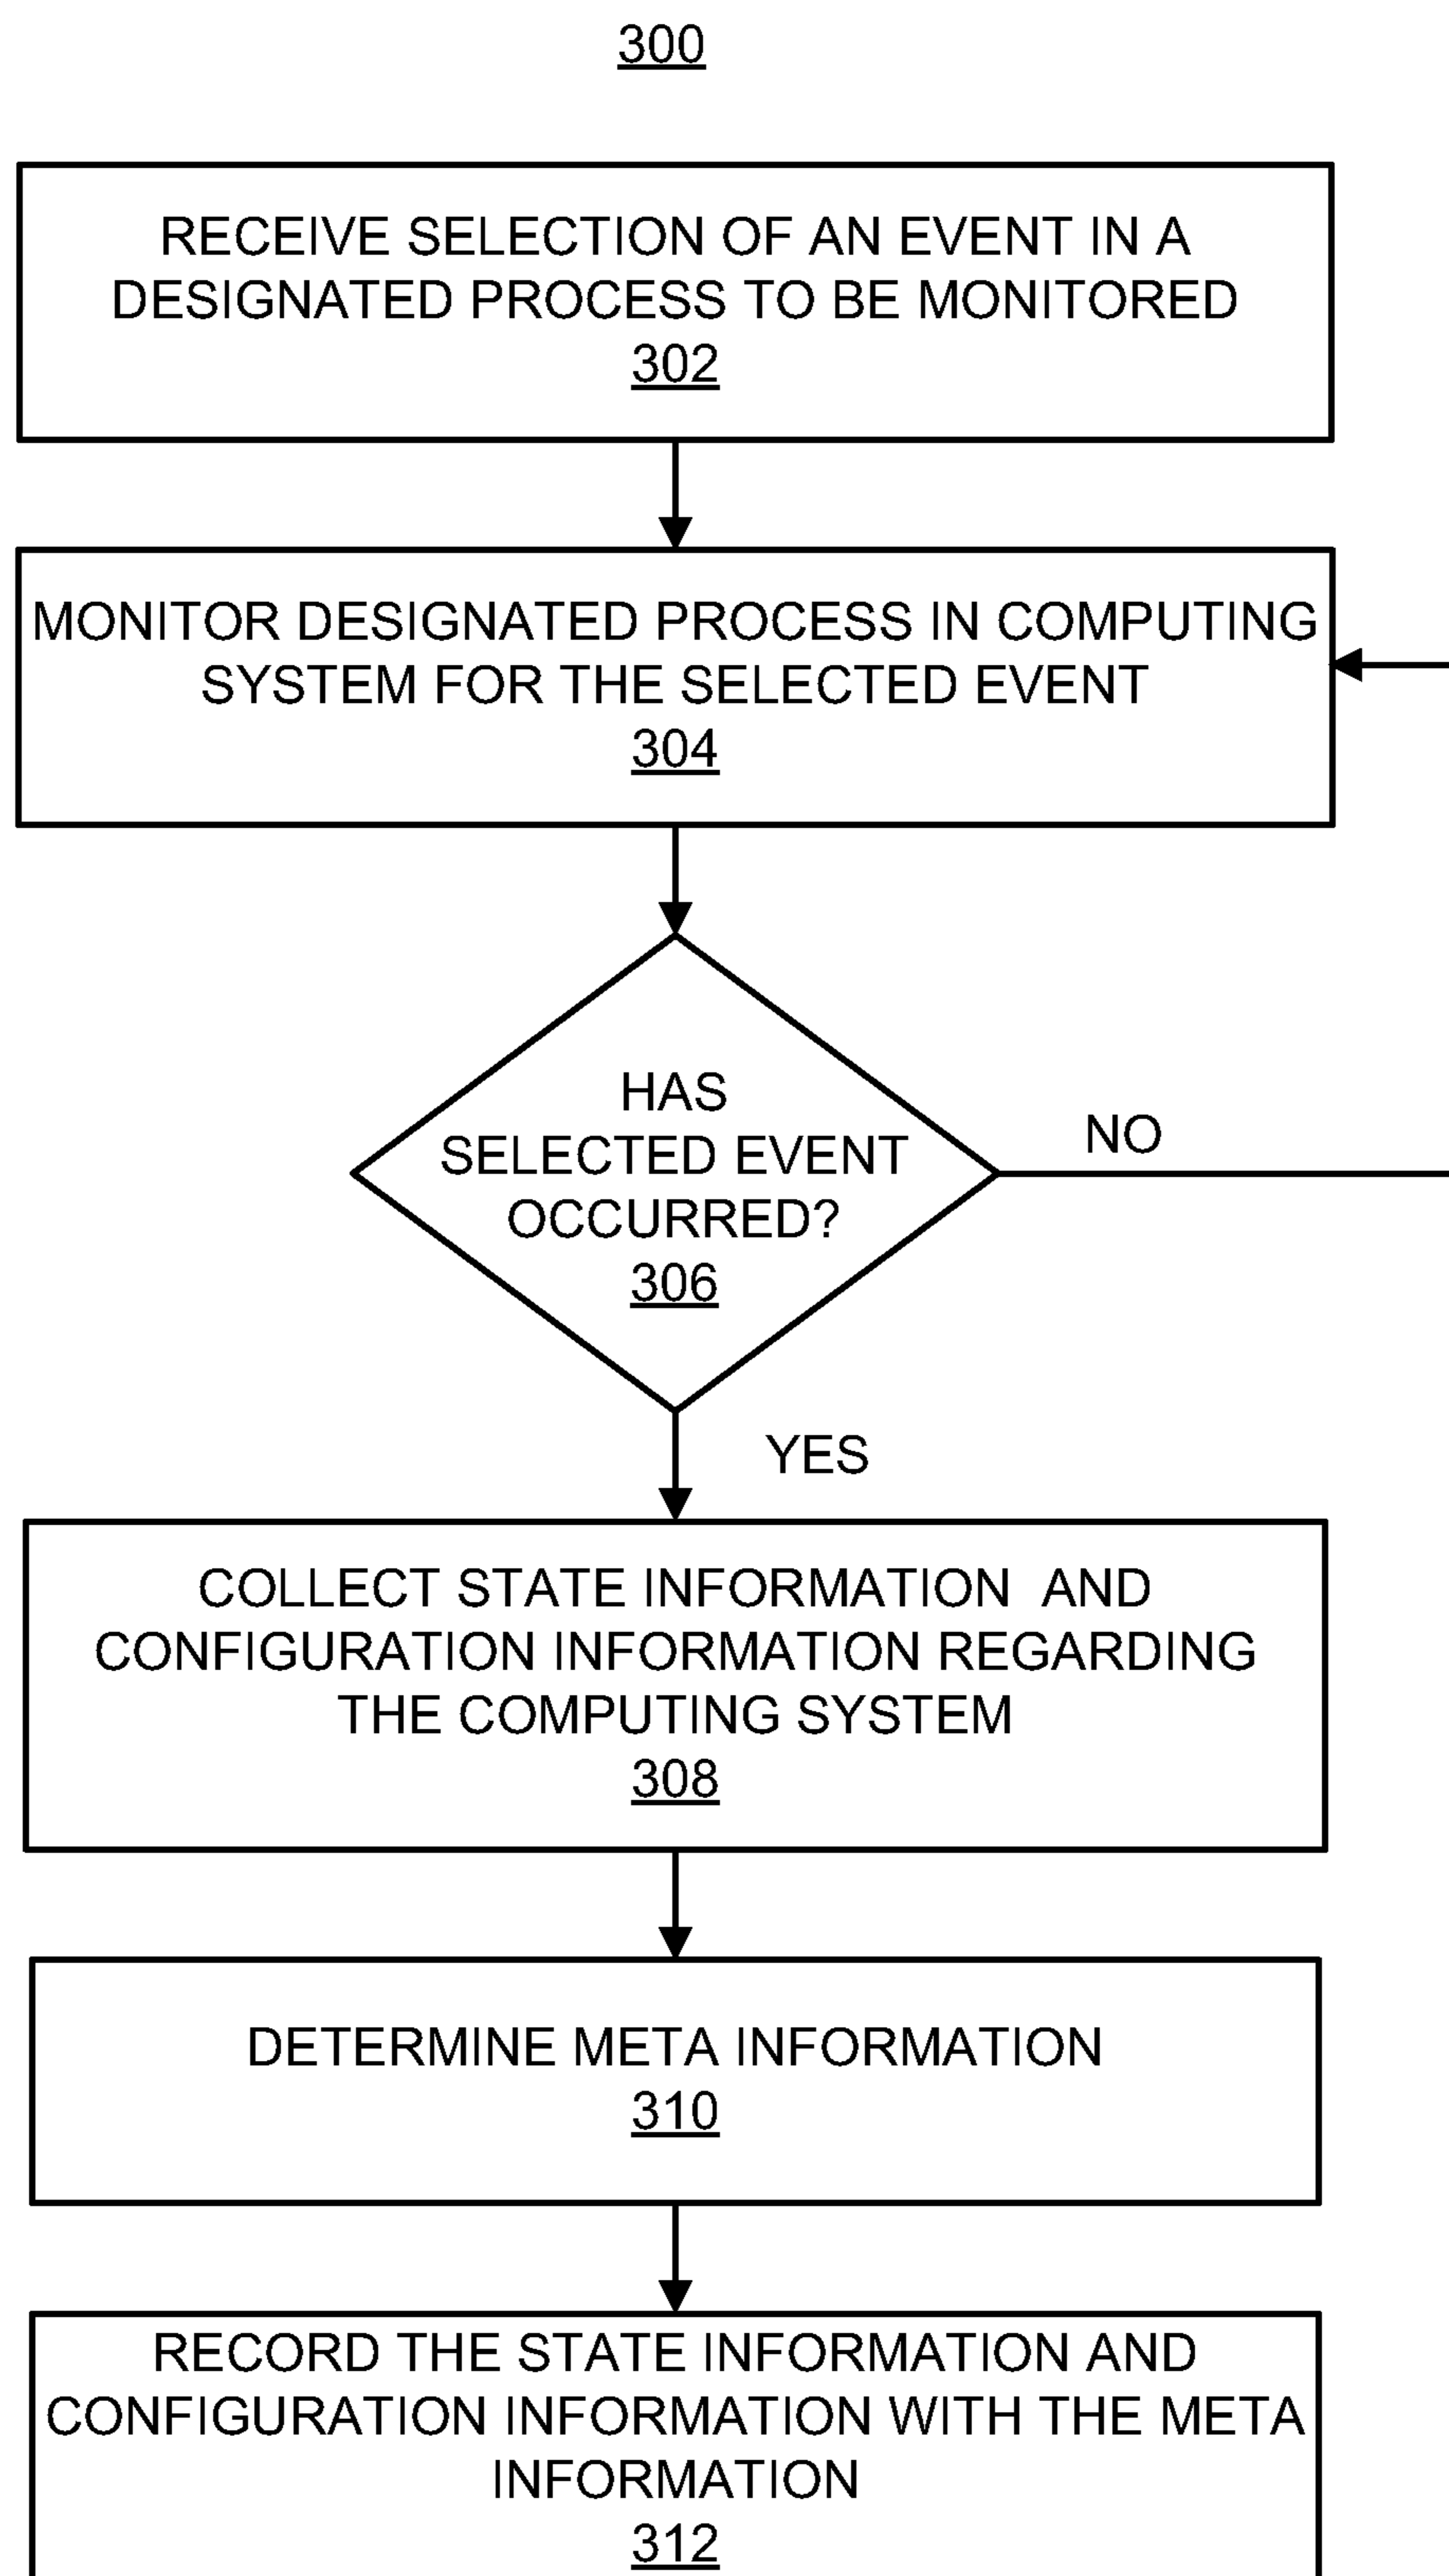 300
RECEIVE SELECTION OF AN EVENT IN A
DESIGNATED PROCESS TO BE MONITORED
302
MONITOR DESIGNATED PROCESS IN COMPUTING
SYSTEM FOR THE SELECTED EVENT
304
HAS
SELECTED EVENT
OCCURRED?
306
NO
YES
COLLECT STATE INFORMATION AND
CONFIGURATION INFORMATION REGARDING
THE COMPUTING SYSTEM
308
DETERMINE META INFORMATION
310
RECORD THE STATE INFORMATION AND
CONFIGURATION INFORMATION WITH THE META
INFORMATION
312